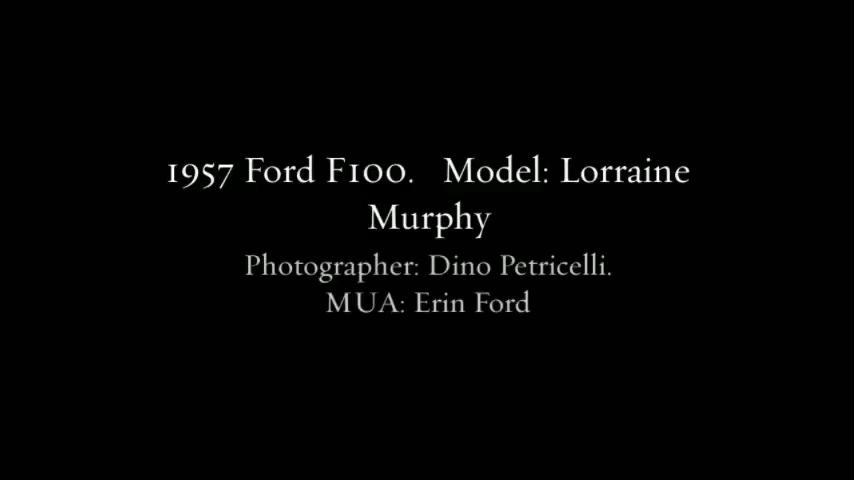 1957 Ford F100.   Model: Lorraine
Murphy
Photographer: Dino Petricelli.
MUA: Erin Ford